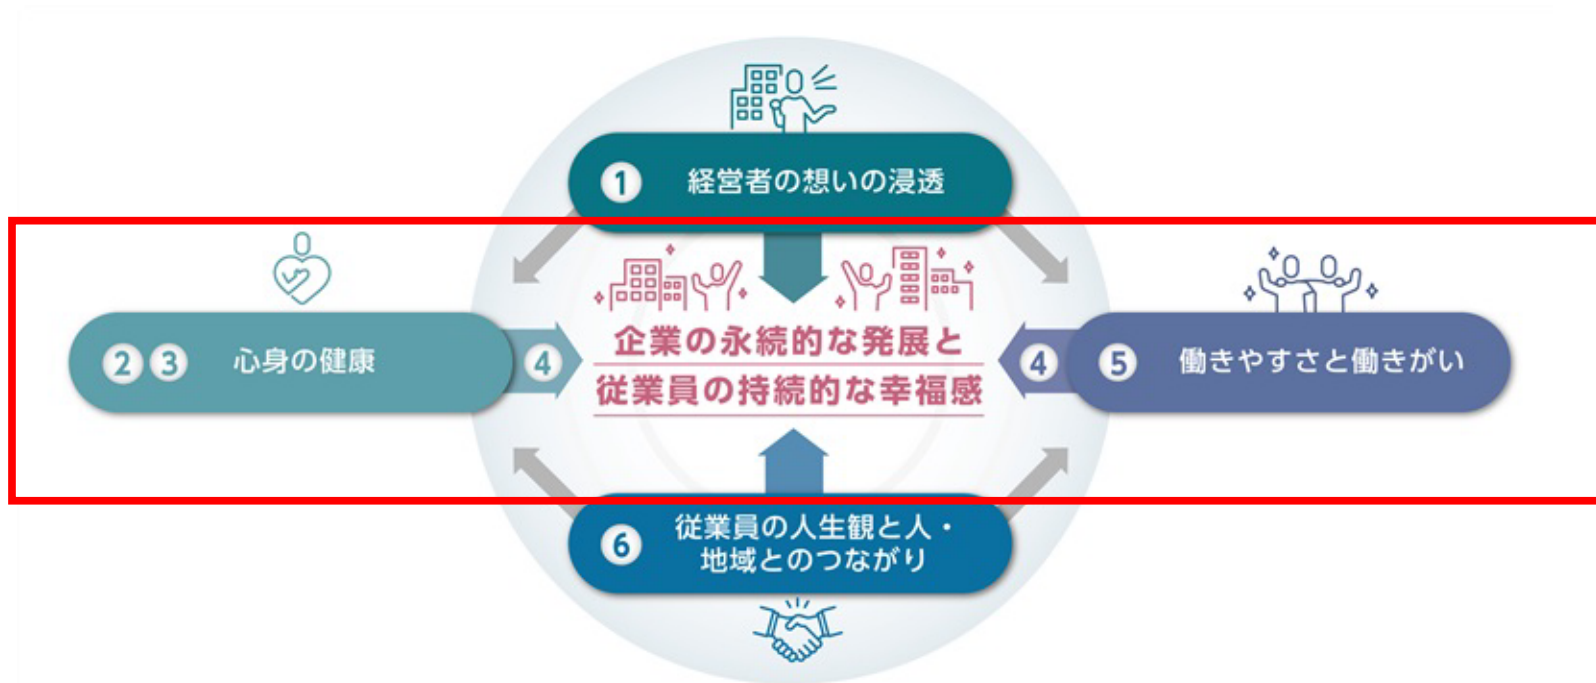 1 経営者の想いの浸透
2 3 心身の健康
4
企業の永続的な発展と
従業員の持続的な幸福感
4
5 働きやすさと働きがい
6 従業員の人生観と人・
地域とのつながり